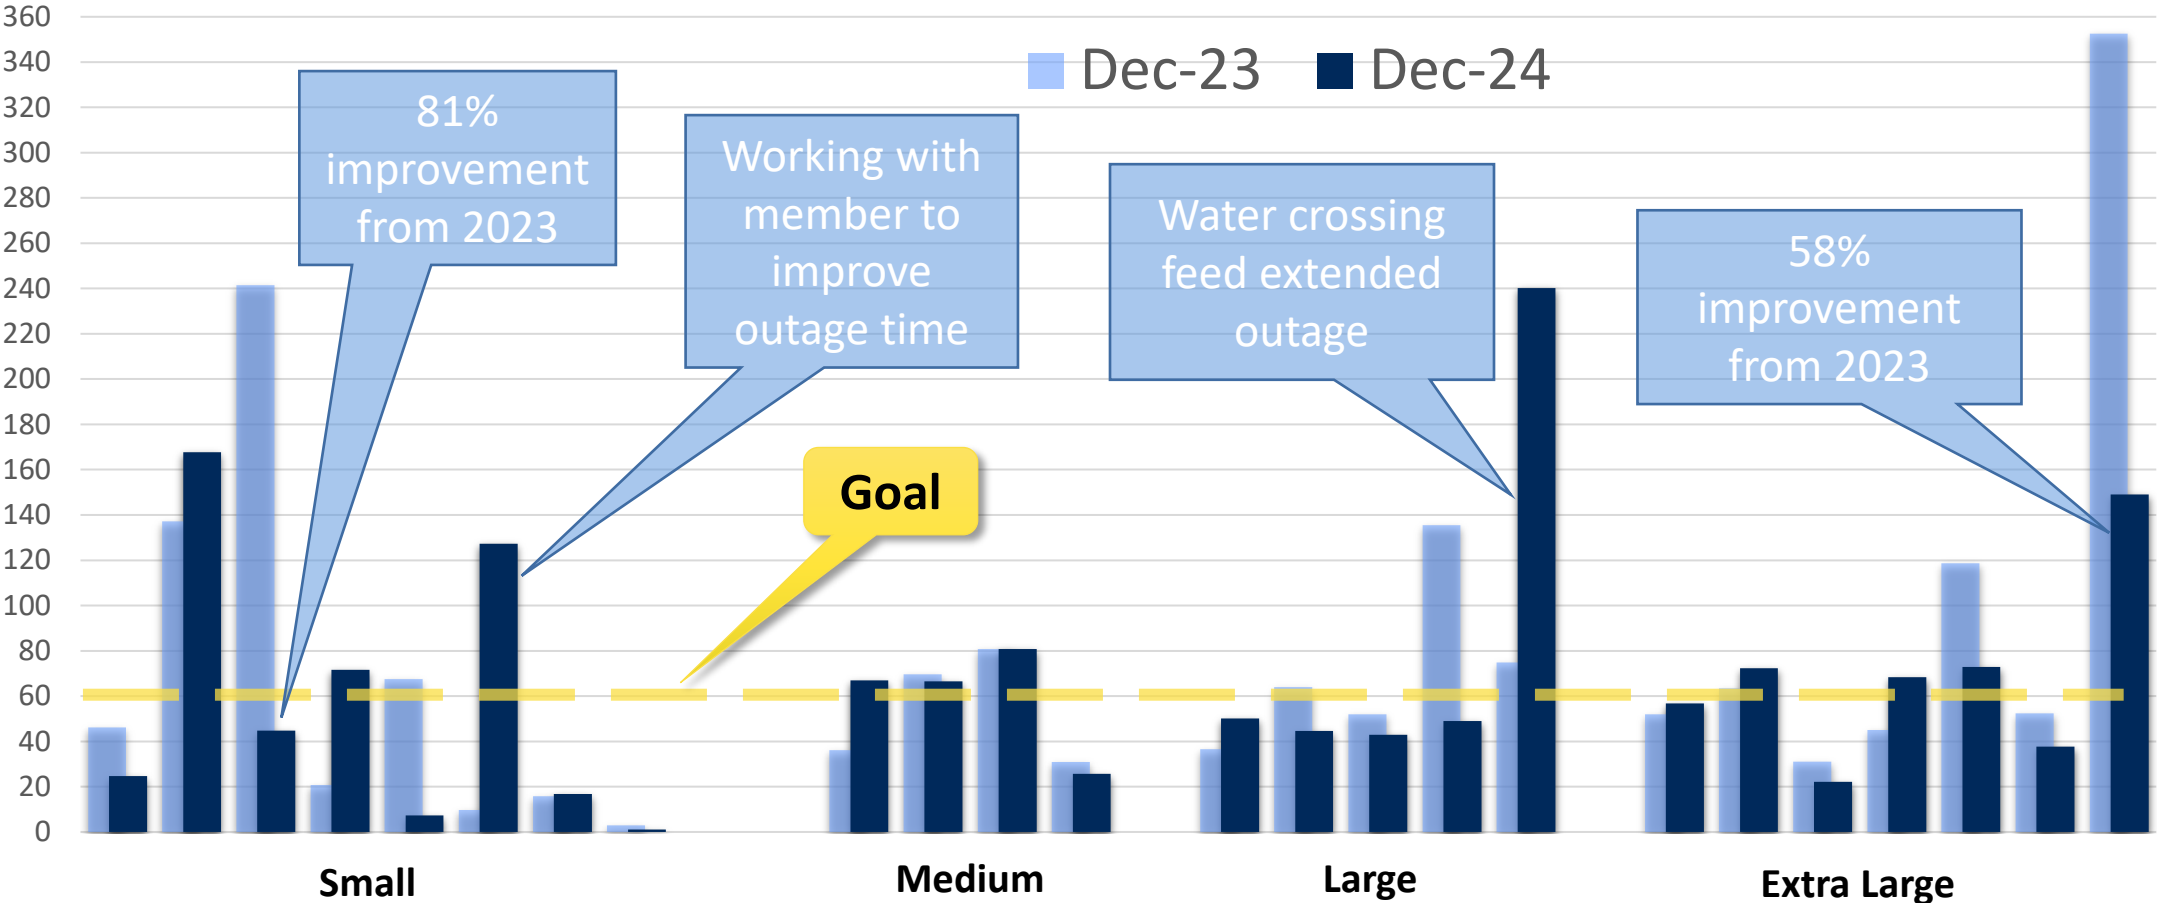 360
340
320
300
280
260
240
220
200
180
160
140
120
100
80
60
40
20
0
Dec-23
Dec-24
81%
improvement
from 2023
Working with
member to
improve
outage time
Water crossing
feed extended
outage
58%
improvement
from 2023
Goal
Small
Medium
Large
Extra Large